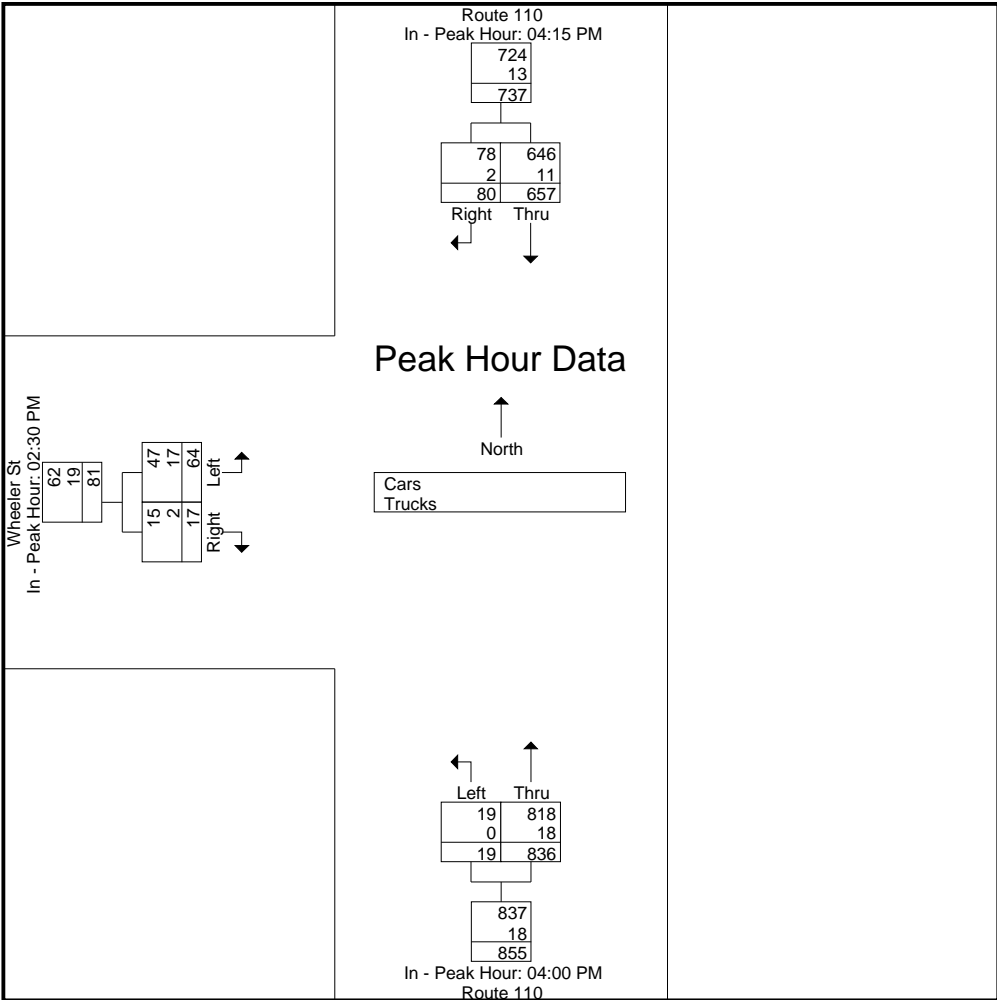 Route 110
In - Peak Hour: 04:15 PM
724
13
737
78 646
2 11
80 657
Right Thru
Peak Hour Data
North
Cars
Trucks
Wheeler St
In - Peak Hour: 02:30 PM
62
19
81
47
17
64
Left
15
2
17
Right
Left Thru
19 818
0 18
19 836
837
18
855
In - Peak Hour: 04:00 PM
Route 110